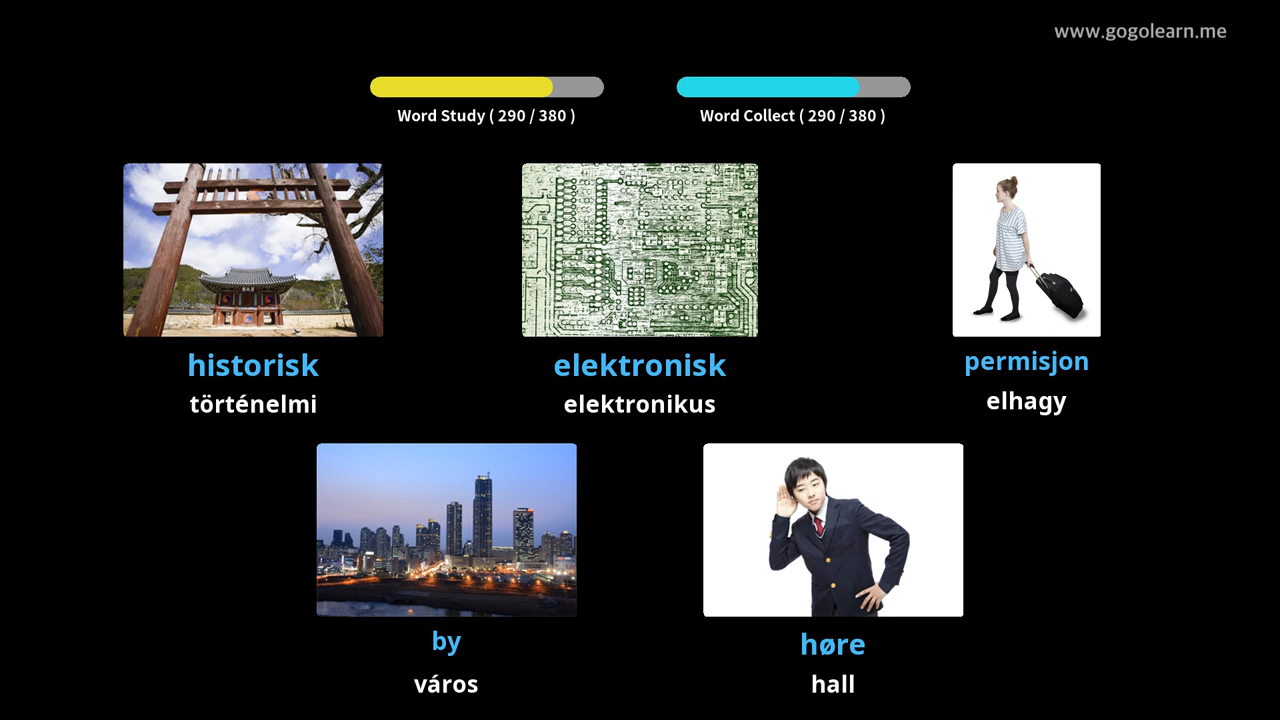 www.gogolearn.me
Word Study ( 290 / 380 )
Word Collect ( 290 / 380 )
historisk
történelmi
elektronisk
elektronikus
permisjon
elhagy
by
város
høre
hall